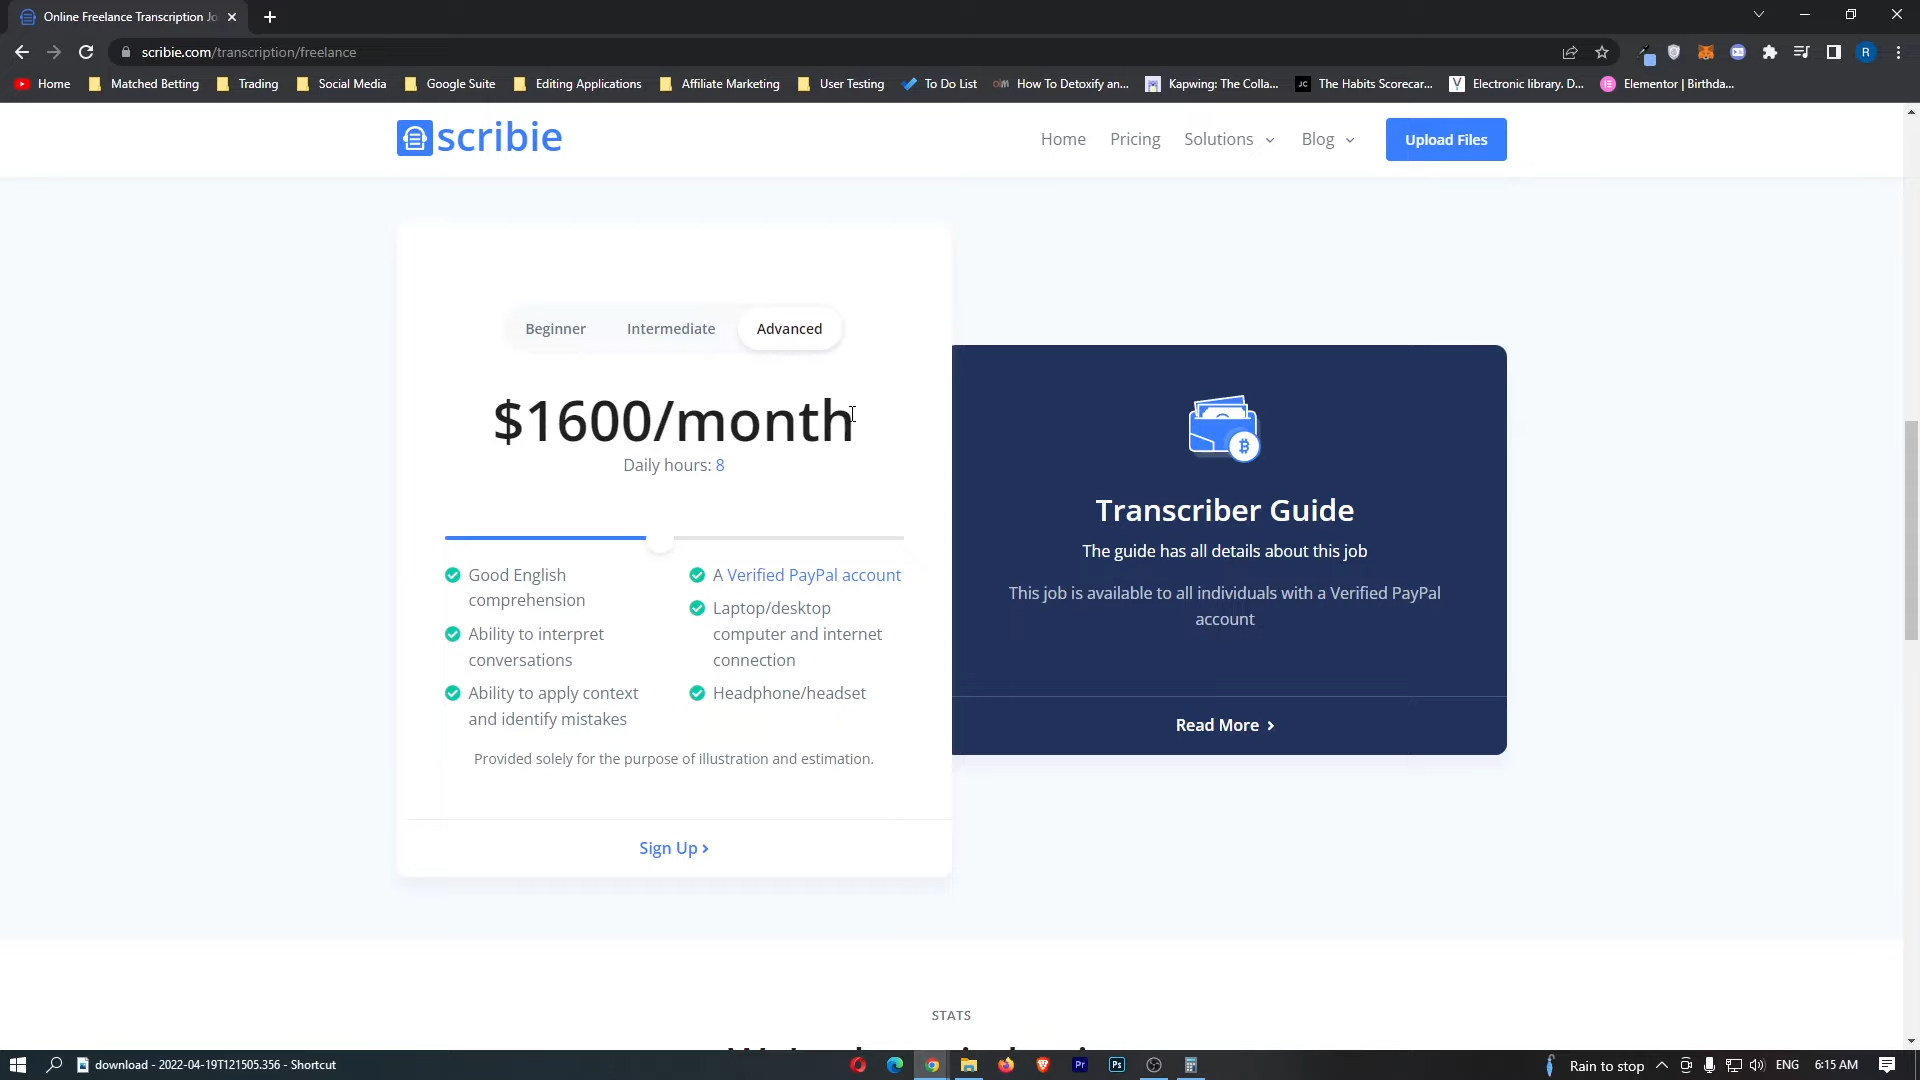 Online Freelance Transcription Jo
scribie.com/transcription/freelance
R
Home
Matched Betting
Trading
Social Media
Google Suite
Editing Applications
Affiliate Marketing
User Testing
To Do List
How To Detoxify an...
Kapwing: The Colla...
JC
The Habits Scorecar...
Electronic library. D...
Elementor | Birthda...
scribie
Home
Pricing
Solutions
Blog
Upload Files
Beginner
Intermediate
Advanced
$1600/month
Daily hours: 8
Good English
comprehension
Ability to interpret
conversations
Ability to apply context
and identify mistakes
A Verified PayPal account
Laptop/desktop
computer and internet
connection
Headphone/headset
Provided solely for the purpose of illustration and estimation.
Sign Up
Transcriber Guide
The guide has all details about this job
This job is available to all individuals with a Verified PayPal
account
Read More
STATS
download - 2022-04-19T121505.356 - Shortcut
Pr
Ps
Rain to stop
ENG
6:15 AM